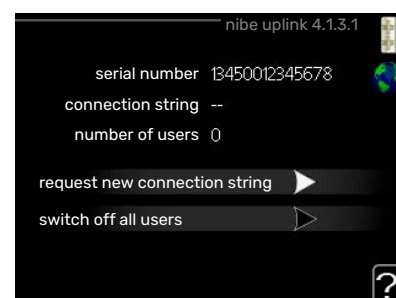 nibe uplink 4.1.3.1
serial number 13450012345678
connection string --
number of users 0
request new connection string
switch off all users
?